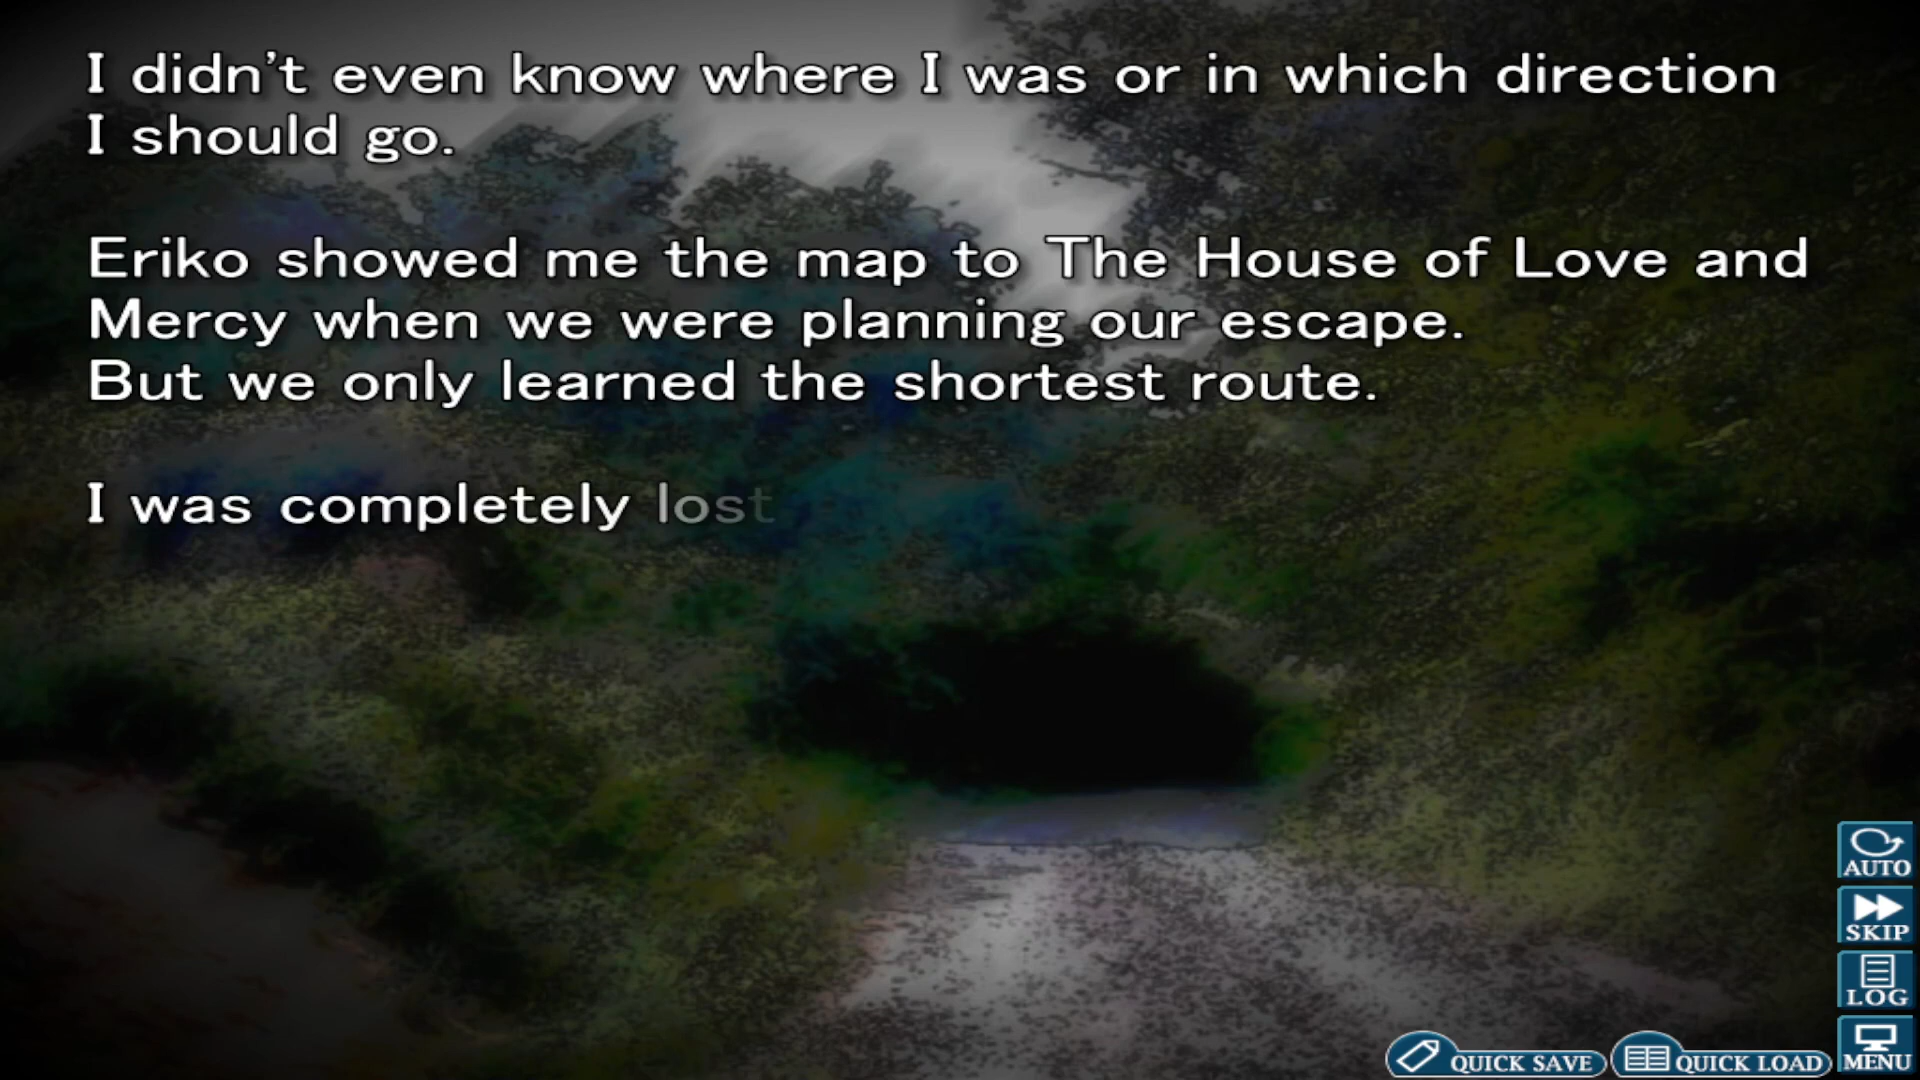 I didn't even know where I was or in which direction
I should go.
Eriko showed me the map to The House of Love and
Mercy when we were planning our escape.
But we only learned the shortest route.
I was completely lost
AUTO
SKIP
LOG
MENU
QUICK SAVE
QUICK LOAD